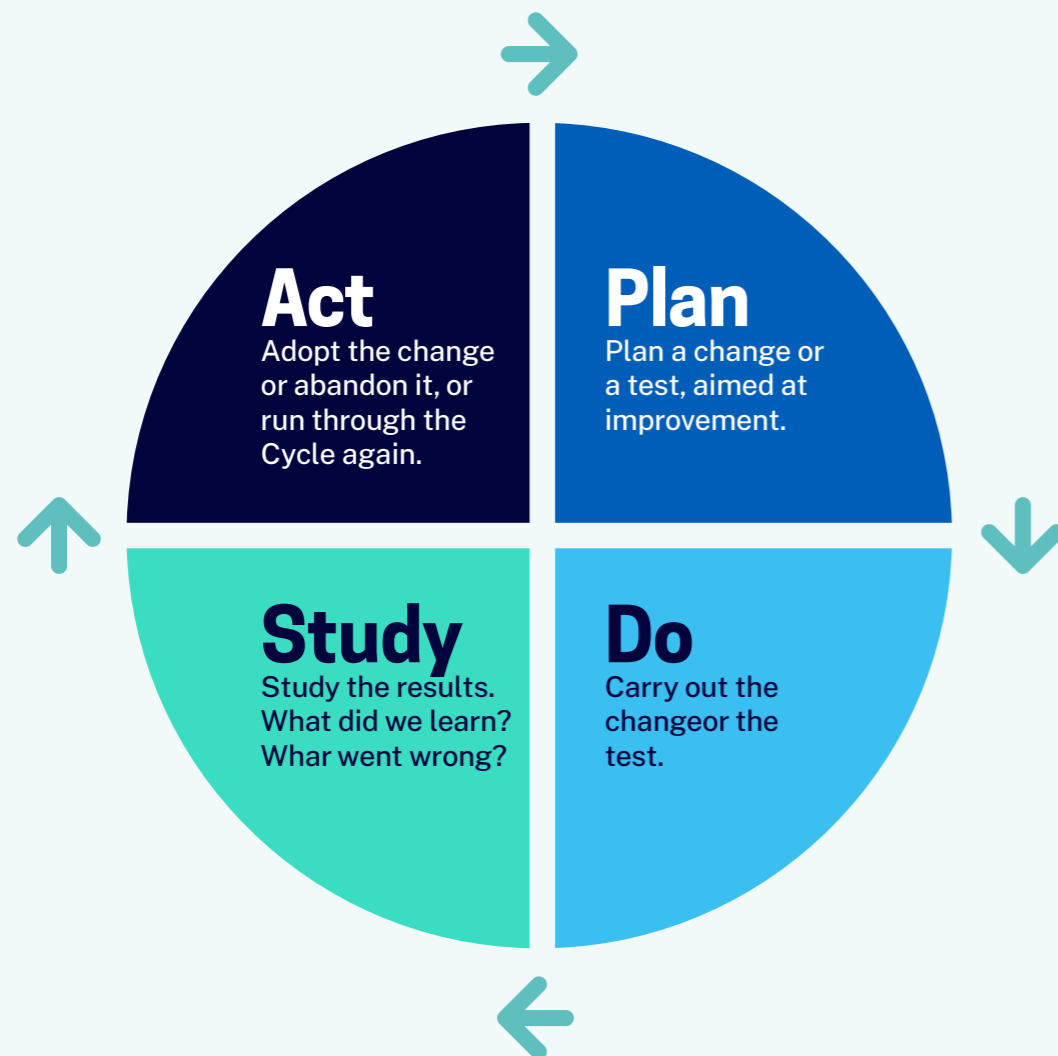 Act
Adopt the change
or abandon it, or
run through the
Cycle again.
Plan
Plan a change or
a test, aimed at
improvement.
Study
Study the results.
What did we learn?
Whar went wrong?
Do
Carry out the
changeor the
test.